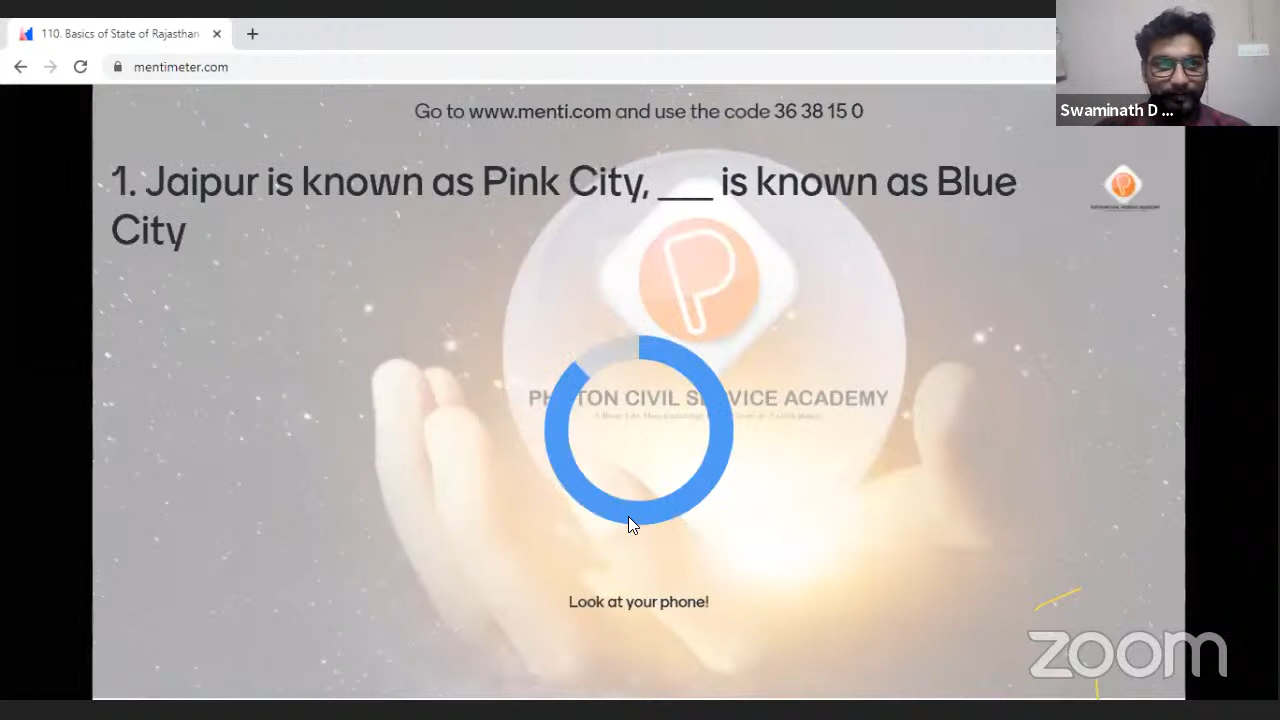 110. Basics of State of Rajasthan
mentimeter.com
Swaminath D ...
Go to www.menti.com and use the code 36 38 15 0
1. Jaipur is known as Pink City, ___ is known as Blue
City
P
PHOTON CIVIL SERVICE ACADEMY
Look at your phone!
zoom